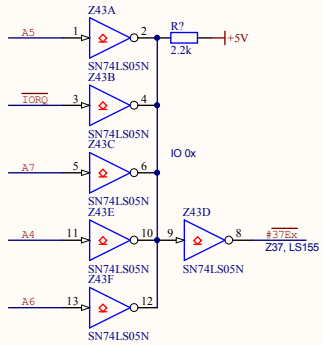 Z43A
A5 1 2 R? +5V
SN74LS05N 2.2k
Z43B
IORQ 3 4
SN74LS05N
IO 0x
Z43C
A7 5 6
SN74LS05N
Z43E Z43D
A4 11 10 9 8 #37Ex
Z37, LS155
SN74LS05N SN74LS05N
Z43F
A6 13 12
SN74LS05N